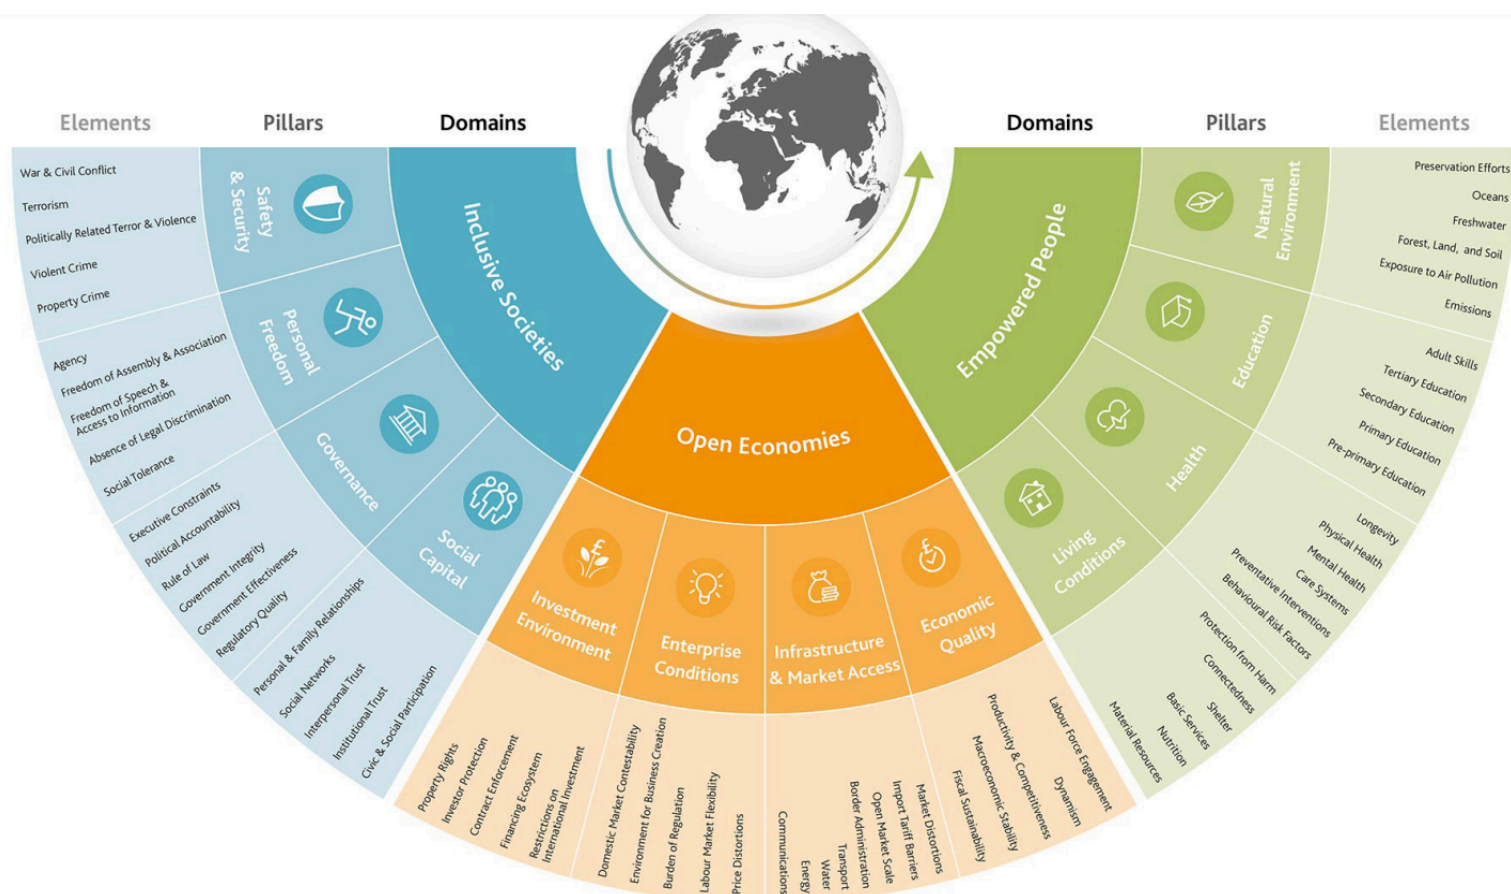 Elements
Pillars
Domains
Domains
Pillars
Elements
Inclusive Societies
Safety
& Security
War & Civil Conflict
Terrorism
Politically Related Terror & Violence
Violent Crime
Property Crime
Personal
Freedom
Agency
Freedom of Assembly & Association
Freedom of Speech &
Access to Information
Absence of Legal Discrimination
Social Tolerance
Governance
Executive Constraints
Political Accountability
Rule of Law
Government Integrity
Government Effectiveness
Regulatory Quality
Social
Capital
Personal & Family Relationships
Social Networks
Interpersonal Trust
Institutional Trust
Civic & Social Participation
Open Economies
Investment
Environment
Property Rights
Investor Protection
Contract Enforcement
Financing Ecosystem
Restrictions on
International Investment
Enterprise
Conditions
Domestic Market Contestability
Environment for Business Creation
Burden of Regulation
Labour Market Flexibility
Price Distortions
Infrastructure
& Market Access
Communications
Energy
Water
Transport
Border Administration
Open Market Scale
Import Tariff Barriers
Market Distortions
Economic
Quality
Fiscal Sustainability
Macroeconomic Stability
Productivity & Competitiveness
Dynamism
Labour Force Engagement
Empowered People
Living
Conditions
Material Resources
Nutrition
Basic Services
Shelter
Connectedness
Protection from Harm
Health
Behavioural Risk Factors
Preventative Interventions
Care Systems
Mental Health
Physical Health
Longevity
Education
Pre-primary Education
Primary Education
Secondary Education
Tertiary Education
Adult Skills
Natural
Environment
Emissions
Exposure to Air Pollution
Forest, Land, and Soil
Freshwater
Oceans
Preservation Efforts